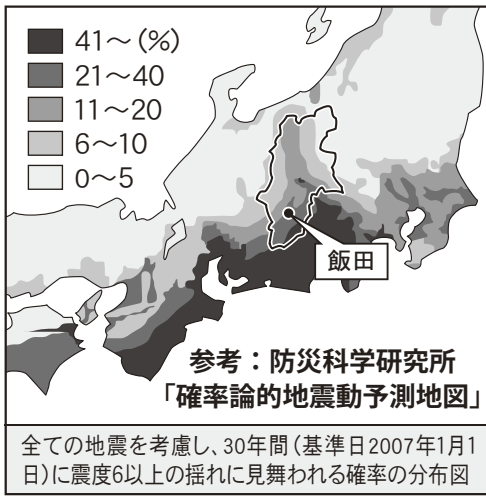 41～(%)
21～40
11～20
6～10
0～5
飯田
参考：防災科学研究所
「確率論的地震動予測地図」
全ての地震を考慮し、30年間（基準日2007年1月1
日）に震度6以上の揺れに見舞われる確率の分布図